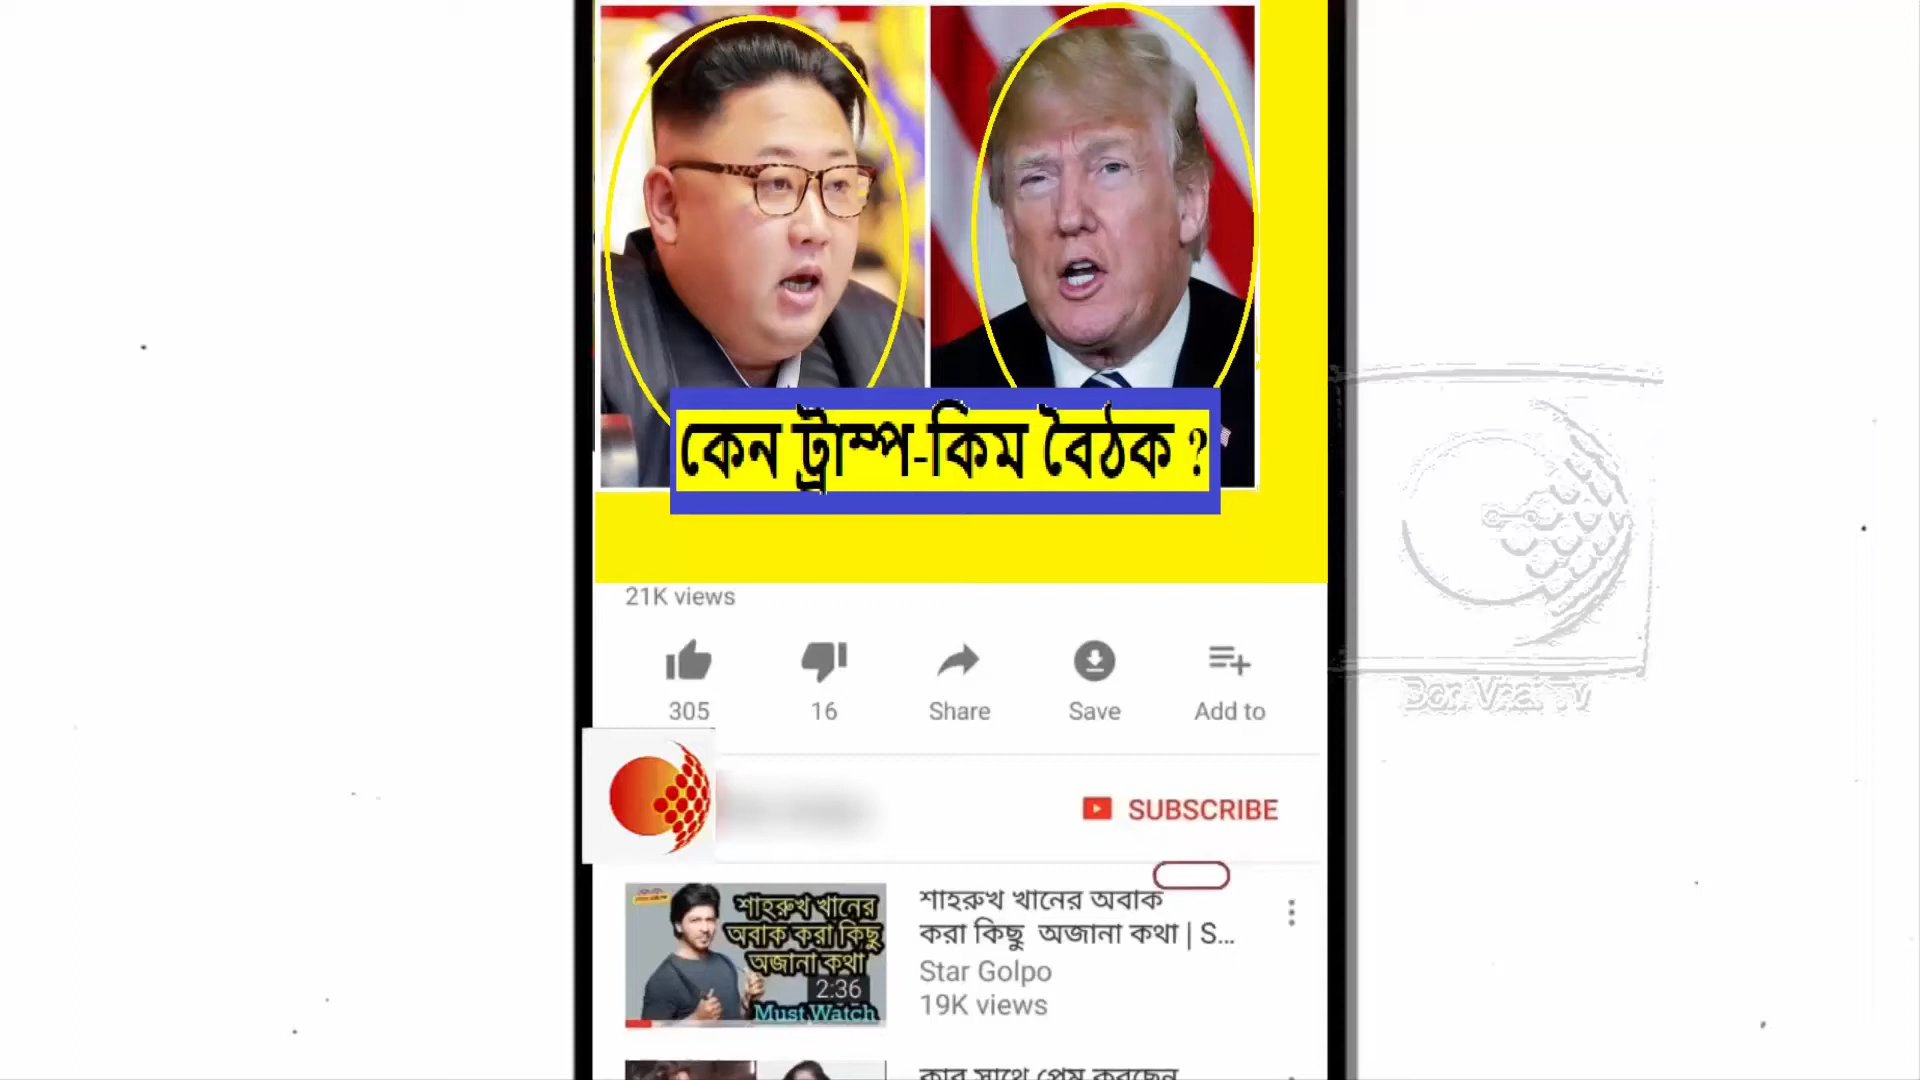 কেন ট্রাম্প-কিম বৈঠক ?
21K views
305
16
Share
Save
Add to
SUBSCRIBE
শাহরুখ খানের
অবাক করা কিছু
অজানা কথা
2:36
Must Watch
শাহরুখ খানের অবাক
করা কিছু অজানা কথা | S...
Star Golpo
19K views
কার সাথে প্রেম করছেন